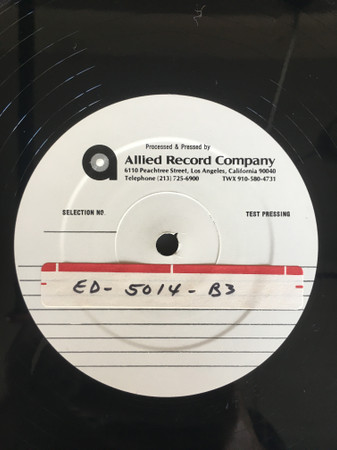 Processed & Pressed by
a Allied Record Company
6110 Peachtree Street, Los Angeles, California 90040
Telephone (213) 725-6900 TWX 910-580-4731
SELECTION NO. TEST PRESSING
ED- 5014 - B3